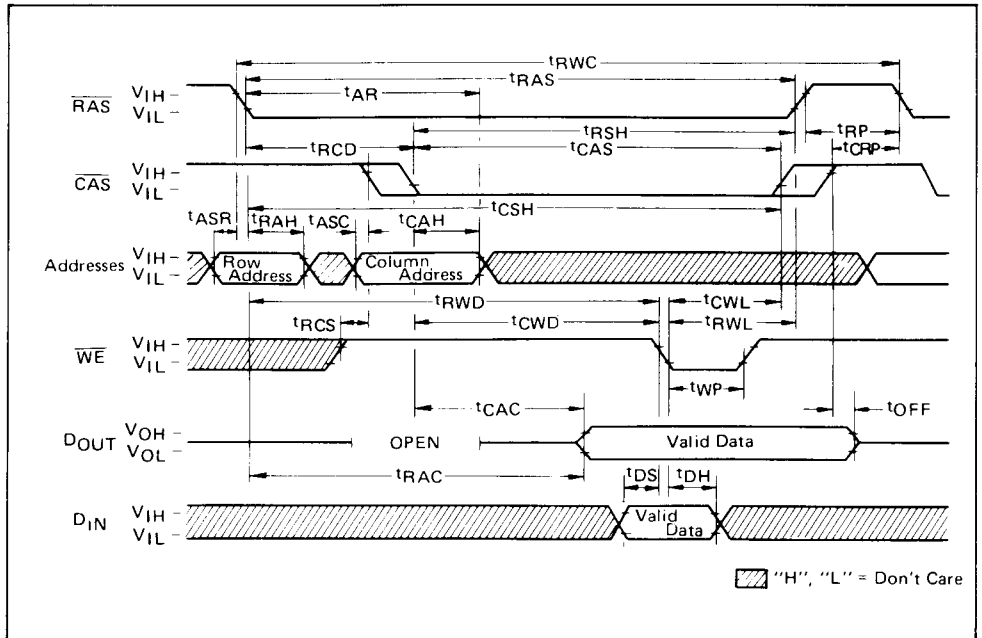 tRWC
tRAS
tAR
RAS VIH
VIL
tRSH
tRP
tRCD
tCAS
tCRP
CAS VIH
VIL
tCSH
tASR
tRAH
tASC
tCAH
Addresses VIH
VIL
Row Address
Column Address
tRWD
tCWL
tRCS
tCWD
tRWL
WE VIH
VIL
tWP
tCAC
tOFF
DOUT VOH
VOL
OPEN
Valid Data
tRAC
tDS
tDH
DIN VIH
VIL
Valid Data
"H", "L" = Don't Care